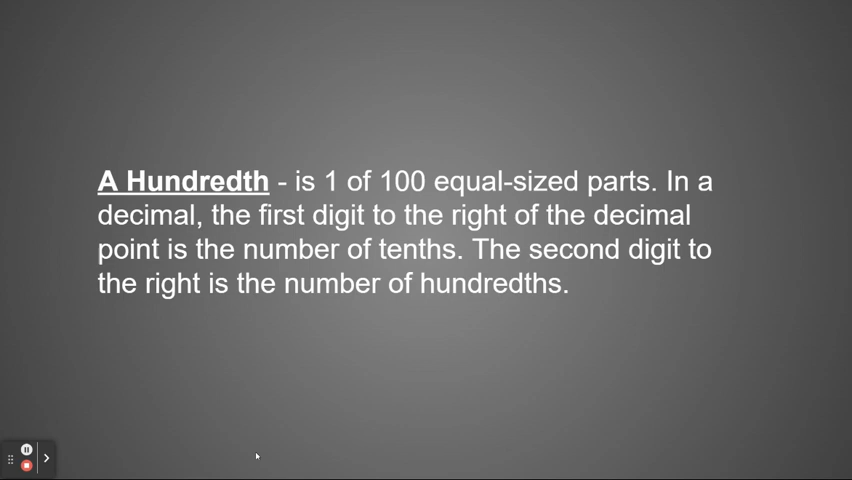 A Hundredth - is 1 of 100 equal-sized parts. In a
decimal, the first digit to the right of the decimal
point is the number of tenths. The second digit to
the right is the number of hundredths.